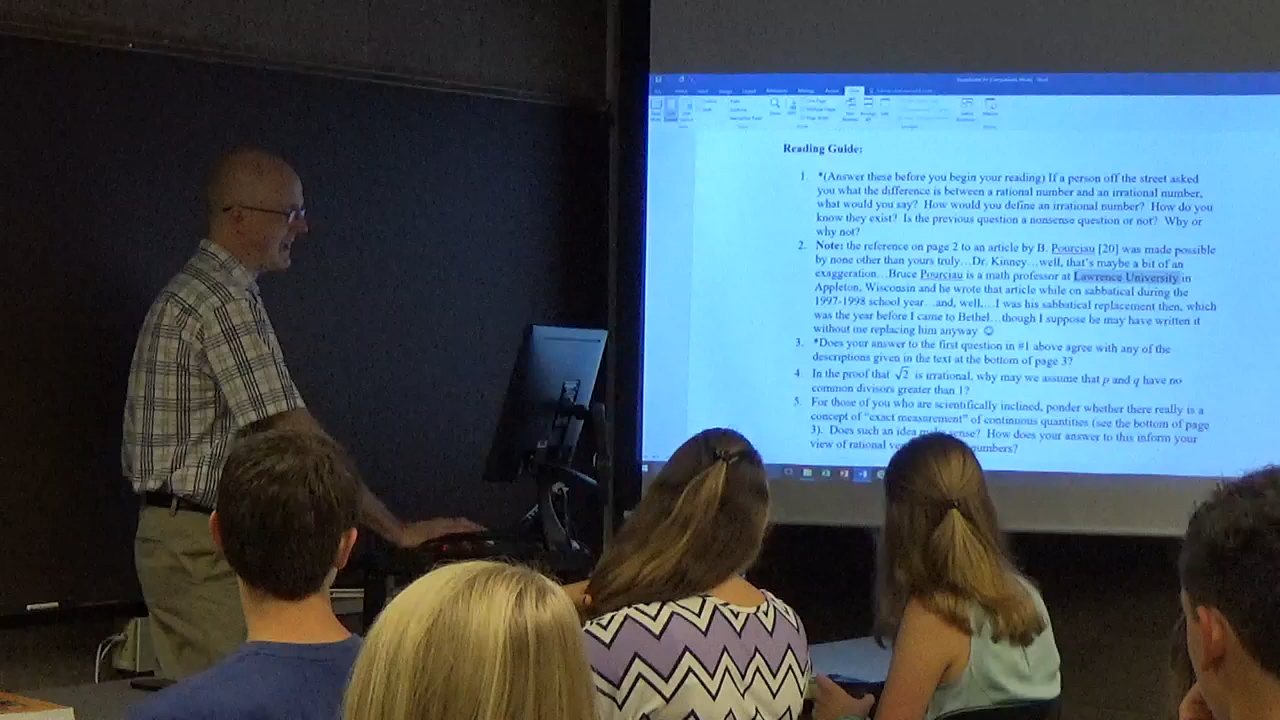 Reading Guide:
1. *(Answer these before you begin your reading) If a person off the street asked
you what the difference is between a rational number and an irrational number,
what would you say? How would you define an irrational number? How do you
know they exist? Is the previous question a nonsense question or not? Why or
why not?
2. Note: the reference on page 2 to an article by B. Pourciau [20] was made possible
by none other than yours truly…Dr. Kinney…well, that's maybe a bit of an
exaggeration…Bruce Pourciau is a math professor at Lawrence University in
Appleton, Wisconsin and he wrote that article while on sabbatical during the
1997-1998 school year…and, well,…I was his sabbatical replacement then, which
was the year before I came to Bethel…though I suppose he may have written it
without me replacing him anyway ☺
3. *Does your answer to the first question in #1 above agree with any of the
descriptions given in the text at the bottom of page 3?
4. In the proof that √2 is irrational, why may we assume that p and q have no
common divisors greater than 1?
5. For those of you who are scientifically inclined, ponder whether there really is a
concept of "exact measurement" of continuous quantities (see the bottom of page
3). Does such an idea make sense? How does your answer to this inform your
view of rational numbers?